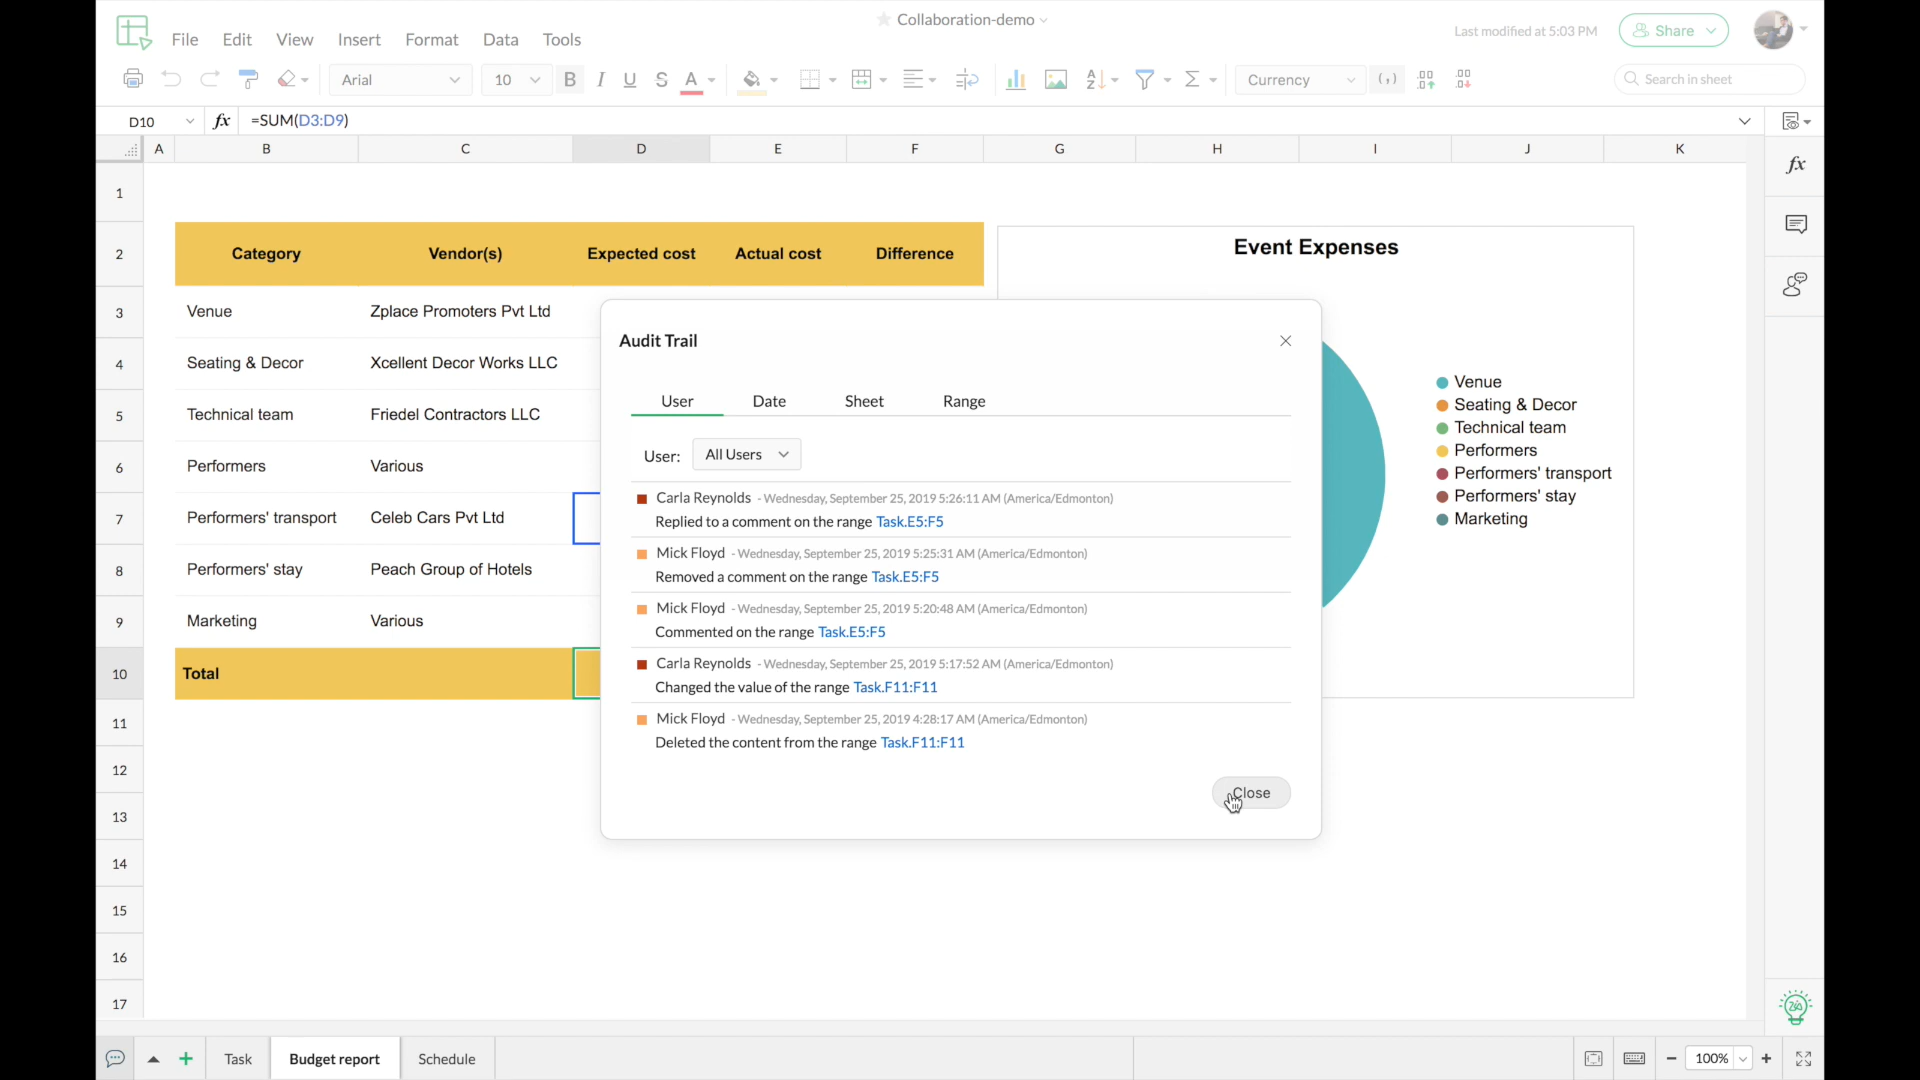 Collaboration-demo
Last modified at 5:03 PM
Share
File Edit View Insert Format Data Tools
Arial 10 B I U S A Currency Search in sheet
D10 fx =SUM(D3:D9)
A B C D E F G H I J K
1
2 Category Vendor(s) Expected cost Actual cost Difference
Event Expenses
3 Venue Zplace Promoters Pvt Ltd
4 Seating & Decor Xcellent Decor Works LLC
5 Technical team Friedel Contractors LLC
6 Performers Various
7 Performers' transport Celeb Cars Pvt Ltd
8 Performers' stay Peach Group of Hotels
9 Marketing Various
10 Total
11
12
13
14
15
16
17
Audit Trail
User Date Sheet Range
User: All Users
Carla Reynolds - Wednesday, September 25, 2019 5:26:11 AM (America/Edmonton)
Replied to a comment on the range Task.E5:F5
Mick Floyd - Wednesday, September 25, 2019 5:25:31 AM (America/Edmonton)
Removed a comment on the range Task.E5:F5
Mick Floyd - Wednesday, September 25, 2019 5:20:48 AM (America/Edmonton)
Commented on the range Task.E5:F5
Carla Reynolds - Wednesday, September 25, 2019 5:17:52 AM (America/Edmonton)
Changed the value of the range Task.F11:F11
Mick Floyd - Wednesday, September 25, 2019 4:28:17 AM (America/Edmonton)
Deleted the content from the range Task.F11:F11
Close
Venue
Seating & Decor
Technical team
Performers
Performers' transport
Performers' stay
Marketing
Task Budget report Schedule
100%